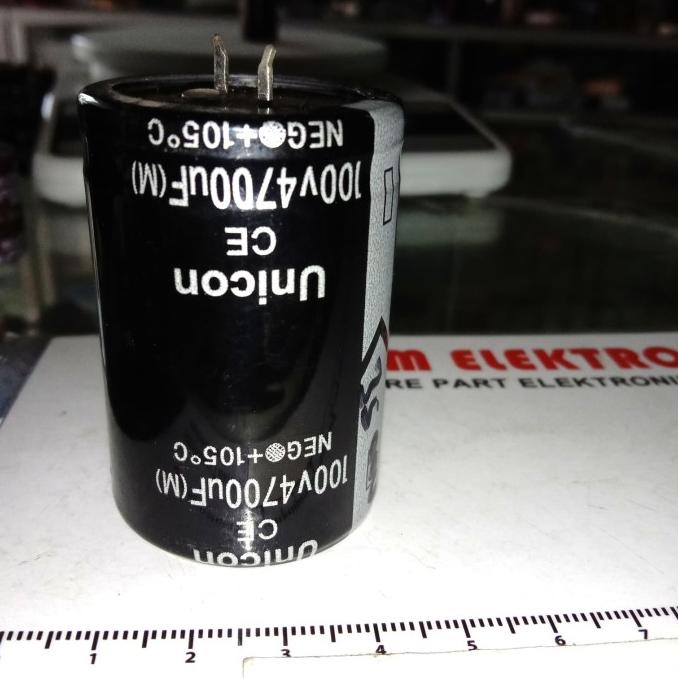 Unicon
CE
100v4700uF(M)
NEG +105°C
Unicon
CE
100v4700uF(M)
NEG +105°C
M ELEKTRO
RE PART ELEKTRONI
1 2 3 4 5 6 7